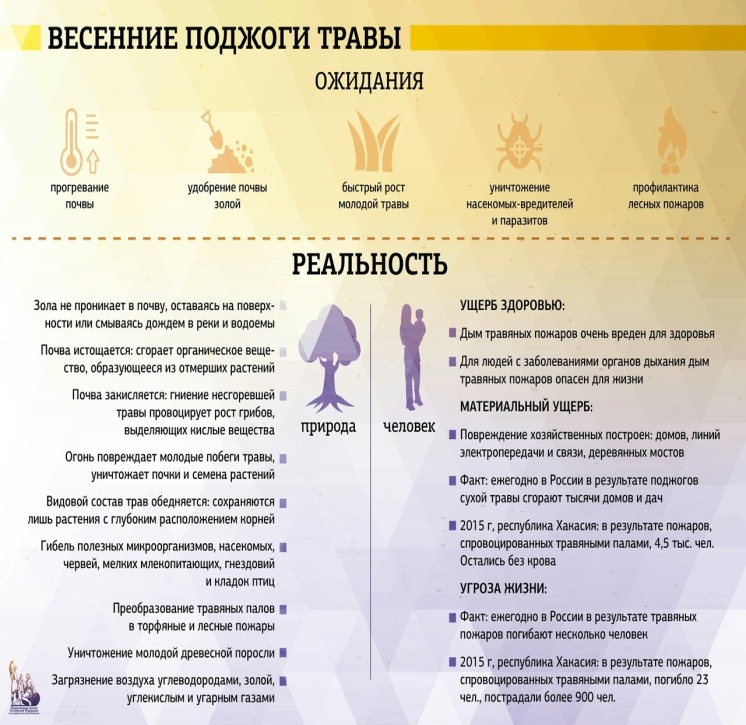 ВЕСЕННИЕ ПОДЖОГИ ТРАВЫ
ОЖИДАНИЯ
прогревание
почвы
удобрение почвы
золой
быстрый рост
молодой травы
уничтожение
насекомых-вредителей
и паразитов
профилактика
лесных пожаров
РЕАЛЬНОСТЬ
Зола не проникает в почву, оставаясь на поверх-
ности или смываясь дождем в реки и водоемы
Почва истощается: сгорает органическое веще-
ство, образующееся из отмерших растений
Почва закисляется: гниение несгоревшей
травы провоцирует рост грибов,
выделяющих кислые вещества
Огонь повреждает молодые побеги травы,
уничтожает почки и семена растений
Видовой состав трав обедняется: сохраняются
лишь растения с глубоким расположением корней
Гибель полезных микроорганизмов, насекомых,
червей, мелких млекопитающих, гнездовий
и кладок птиц
Преобразование травяных палов
в торфяные и лесные пожары
Уничтожение молодой древесной поросли
Загрязнение воздуха углеводородами, золой,
углекислым и угарным газами
природа
человек
УЩЕРБ ЗДОРОВЬЮ:
Дым травяных пожаров очень вреден для здоровья
Для людей с заболеваниями органов дыхания дым
травяных пожаров опасен для жизни
МАТЕРИАЛЬНЫЙ УЩЕРБ:
Повреждение хозяйственных построек: домов, линий
электропередачи и связи, деревянных мостов
Факт: ежегодно в России в результате поджогов
сухой травы сгорают тысячи домов и дач
2015 г, республика Хакасия: в результате пожаров,
спровоцированных травяными палами, 4,5 тыс. чел.
Остались без крова
УГРОЗА ЖИЗНИ:
Факт: ежегодно в России в результате травяных
пожаров погибают несколько человек
2015 г, республика Хакасия: в результате пожаров,
спровоцированных травяными палами, погибло 23
чел., пострадали более 900 чел.